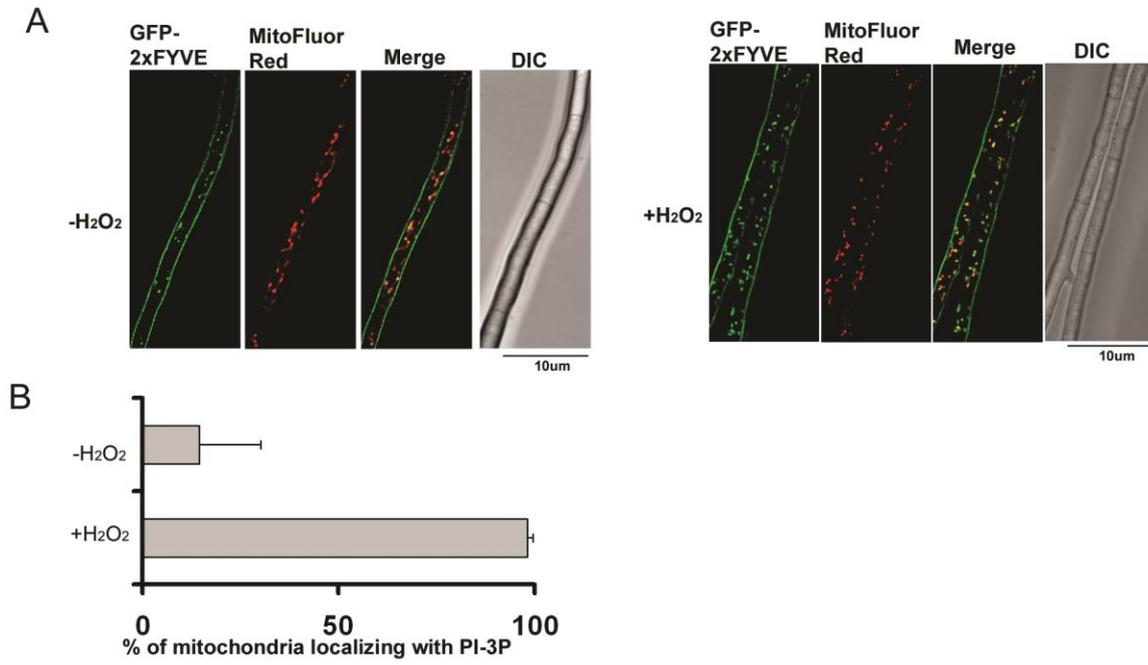 A
GFP-
2xFYVE
MitoFluor
Red
Merge
DIC
-H₂O₂
10um
GFP-
2xFYVE
MitoFluor
Red
Merge
DIC
+H₂O₂
10um
B
-H₂O₂
+H₂O₂
0 50 100
% of mitochondria localizing with PI-3P